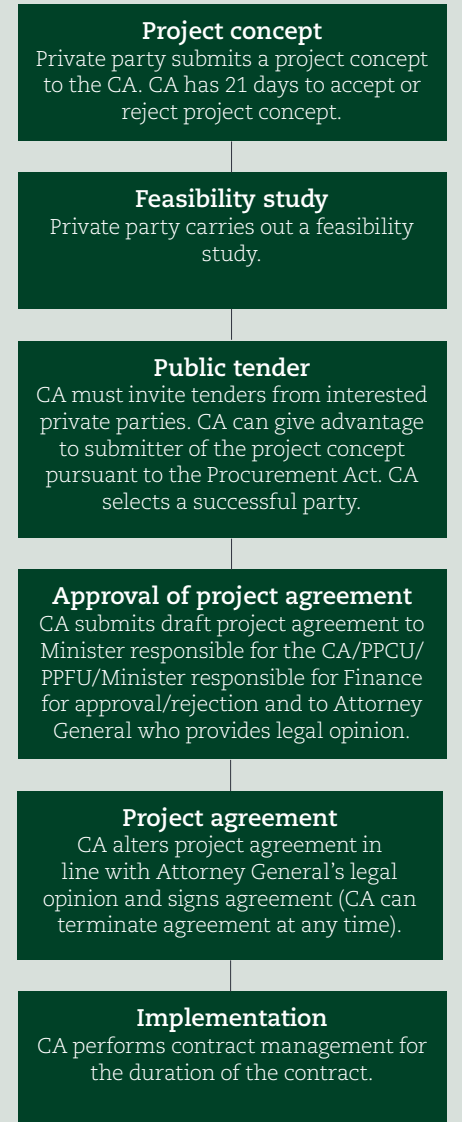 Project concept
Private party submits a project concept
to the CA. CA has 21 days to accept or
reject project concept.
Feasibility study
Private party carries out a feasibility
study.
Public tender
CA must invite tenders from interested
private parties. CA can give advantage
to submitter of the project concept
pursuant to the Procurement Act. CA
selects a successful party.
Approval of project agreement
CA submits draft project agreement to
Minister responsible for the CA/PPCU/
PPFU/Minister responsible for Finance
for approval/rejection and to Attorney
General who provides legal opinion.
Project agreement
CA alters project agreement in
line with Attorney General’s legal
opinion and signs agreement (CA can
terminate agreement at any time).
Implementation
CA performs contract management for
the duration of the contract.